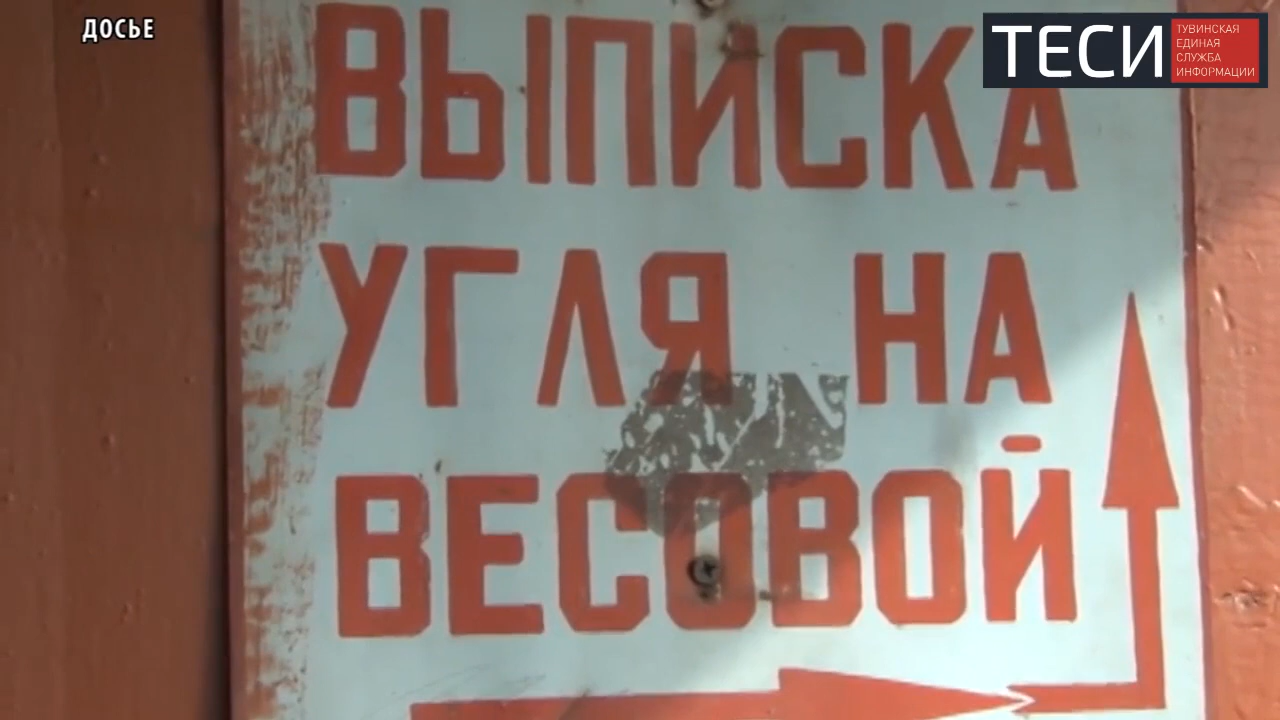 ДОСЬЕ
ТЕСИ
ТУВИНСКАЯ
ЕДИНАЯ
СЛУЖБА
ИНФОРМАЦИИ
ВЫПИСКА
УГЛЯ НА
ВЕСОВОЙ